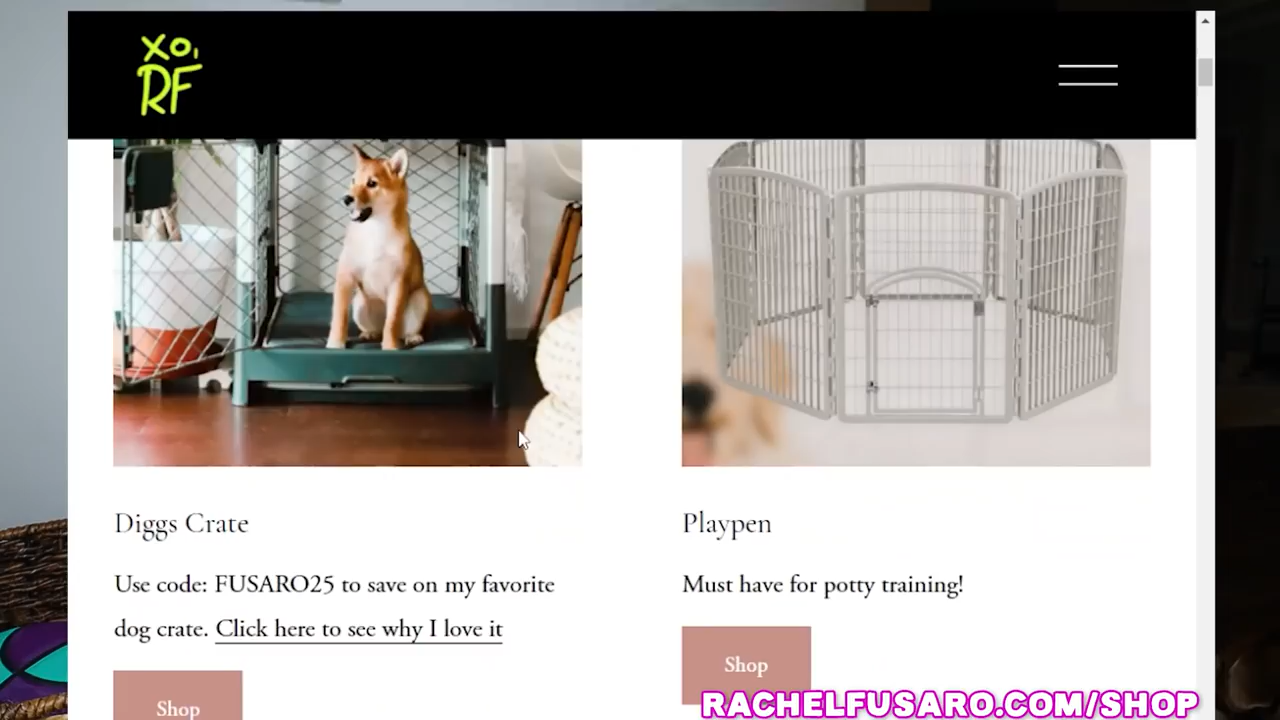 XO,
RF
Diggs Crate
Use code: FUSARO25 to save on my favorite
dog crate. Click here to see why I love it
Shop
Playpen
Must have for potty training!
Shop
RACHELFUSARO.COM/SHOP